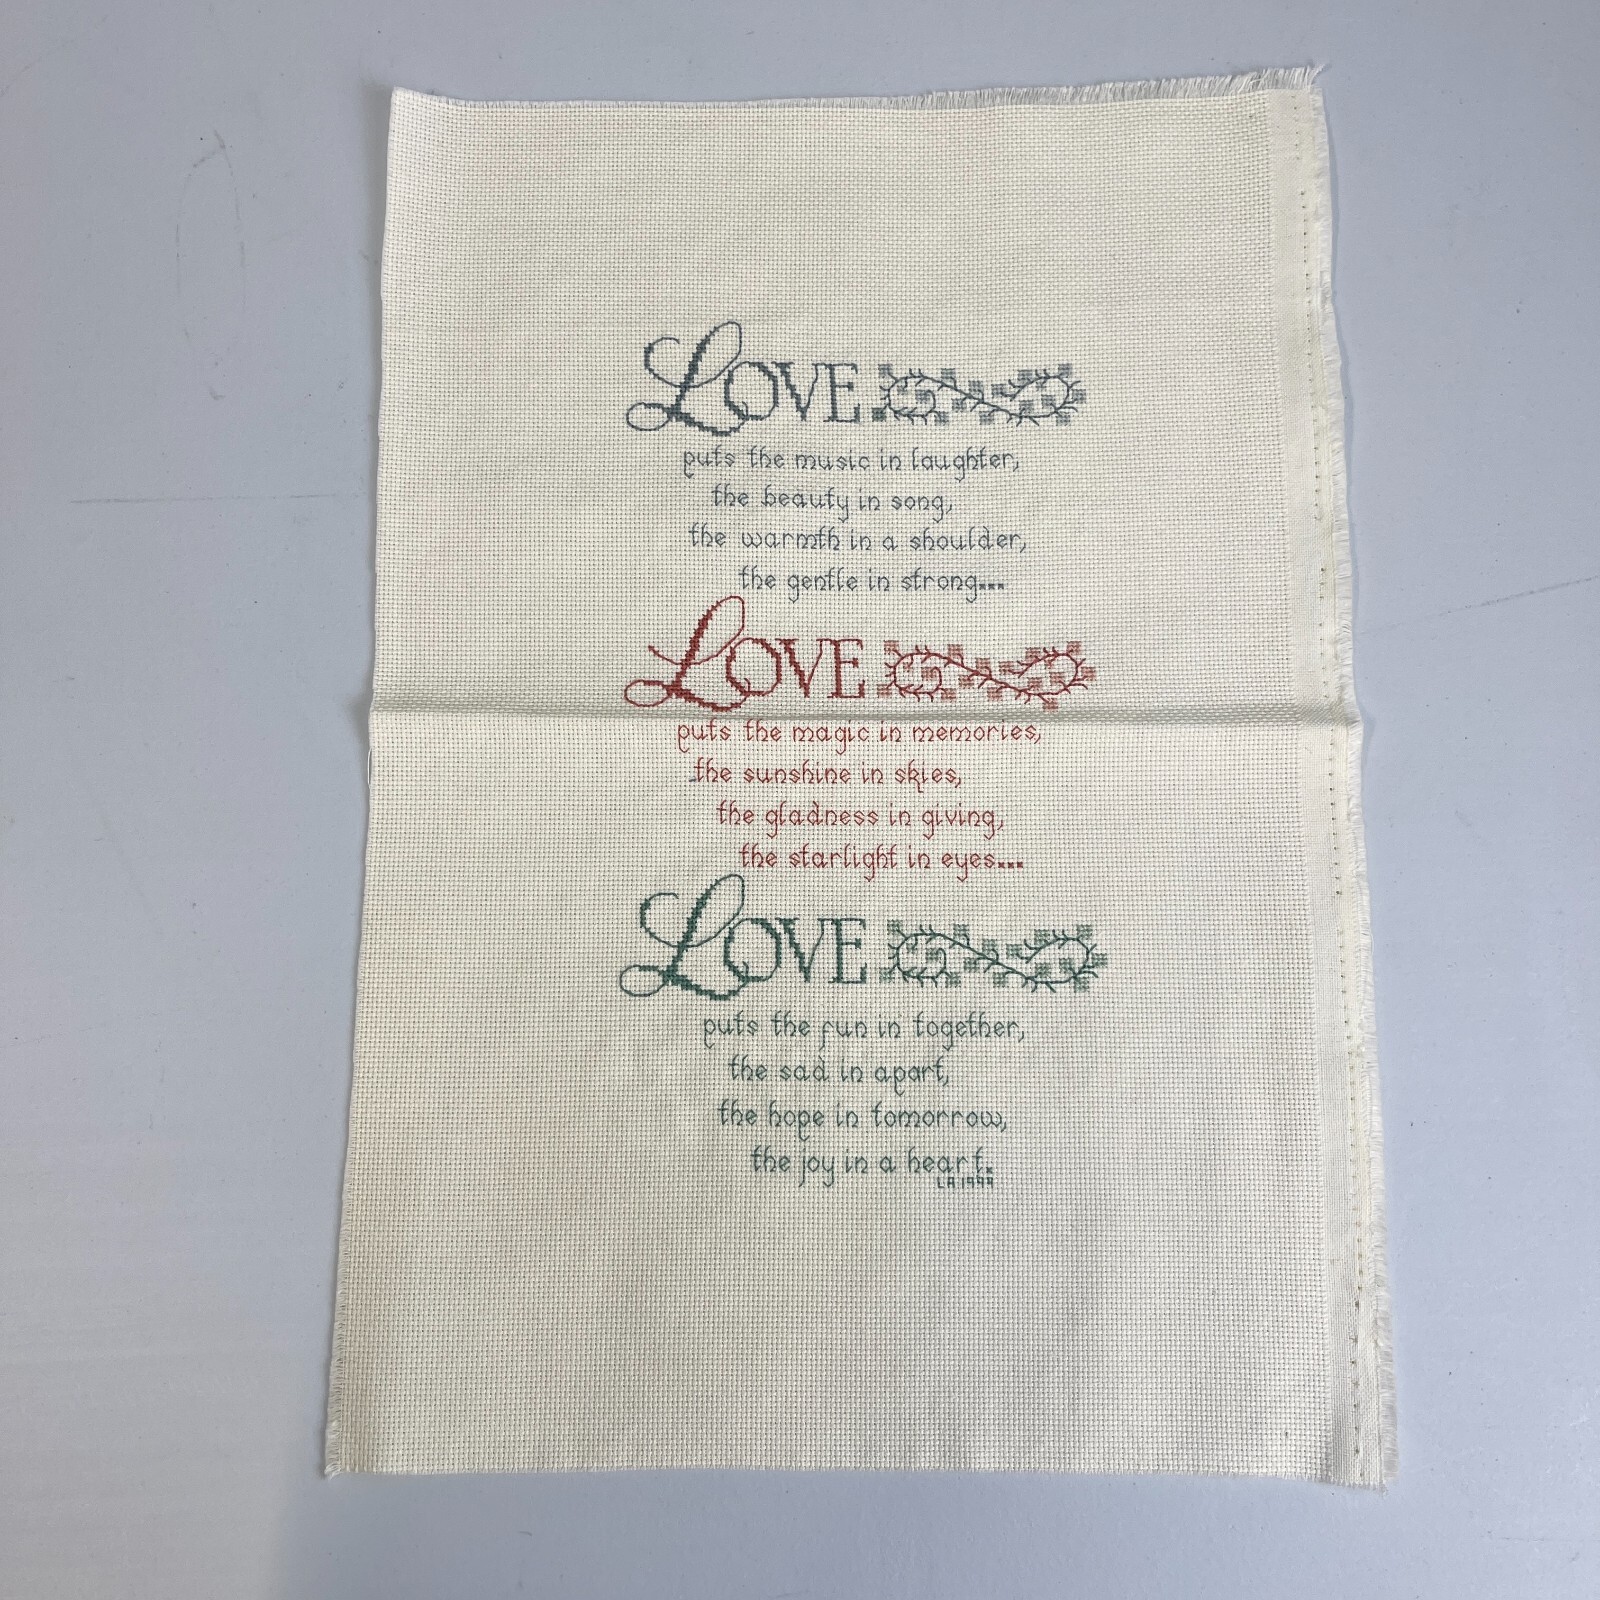 LOVE
puts the music in laughter,
the beauty in song,
the warmth in a shoulder,
the gentle in strong...
LOVE
puts the magic in memories,
the sunshine in skies,
the gladness in giving,
the starlight in eyes...
LOVE
puts the fun in together,
the sad in apart,
the hope in tomorrow,
the joy in a heart.
LA 1999